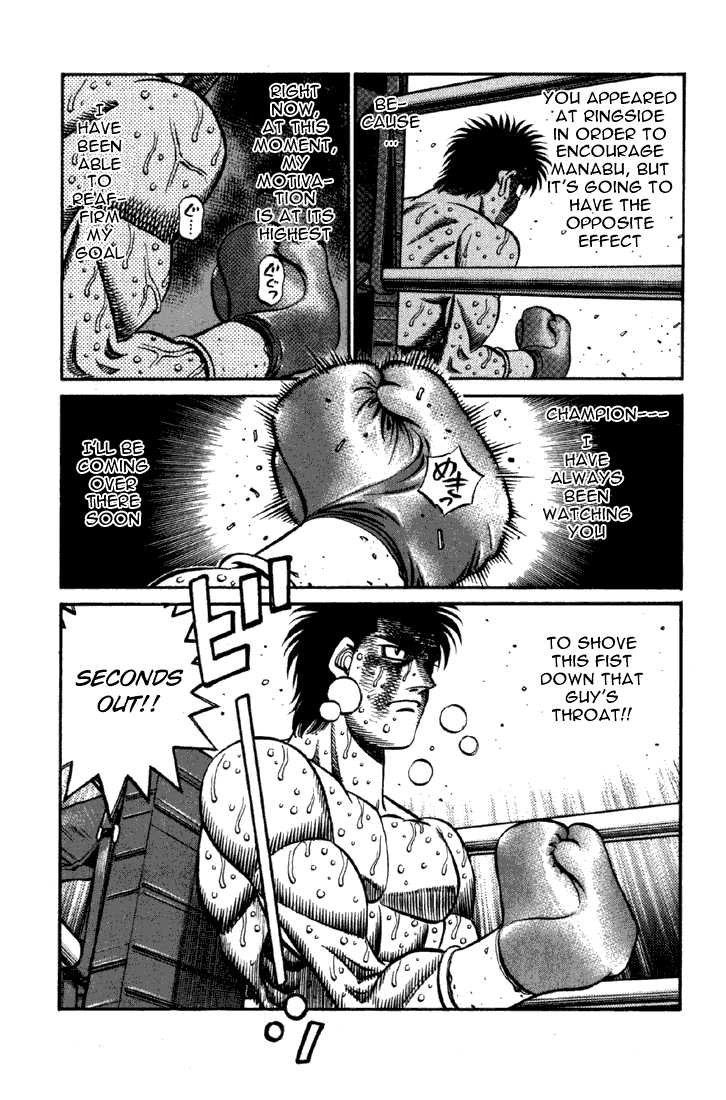 YOU APPEARED
AT RINGSIDE
IN ORDER TO
ENCOURAGE
MANABU, BUT
IT'S GOING TO
HAVE THE
OPPOSITE
EFFECT
BE-
CAUSE
...
RIGHT
NOW,
AT THIS
MOMENT,
MY
MOTIVA-
TION
IS AT ITS
HIGHEST
I
HAVE
BEEN
ABLE
TO
REAF
FIRM
MY
GOAL
ぐ…
ぐぐっ
CHAMPION---
I
HAVE
ALWAYS
BEEN
WATCHING
YOU
めきっ
I'LL BE
COMING
OVER
THERE
SOON
TO SHOVE
THIS FIST
DOWN THAT
GUY'S
THROAT!!
ビーッ
SECONDS
OUT!!